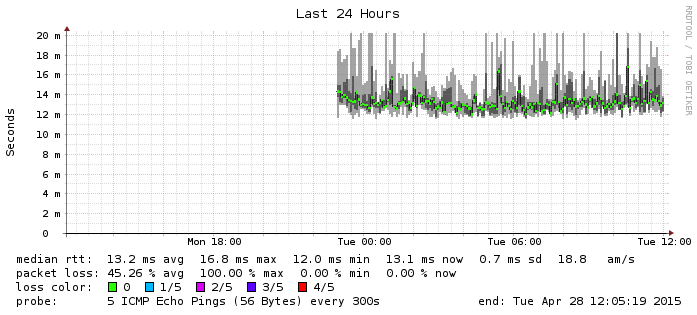 Last 24 Hours
RRDTOOL / TOBI OETIKER
Seconds
20 m
18 m
16 m
14 m
12 m
10 m
8 m
6 m
4 m
2 m
0
Mon 18:00 Tue 00:00 Tue 06:00 Tue 12:00
median rtt: 13.2 ms avg 16.8 ms max 12.0 ms min 13.1 ms now 0.7 ms sd 18.8 am/s
packet loss: 45.26 % avg 100.00 % max 0.00 % min 0.00 % now
loss color: 0 1/5 2/5 3/5 4/5
probe: 5 ICMP Echo Pings (56 Bytes) every 300s end: Tue Apr 28 12:05:19 2015